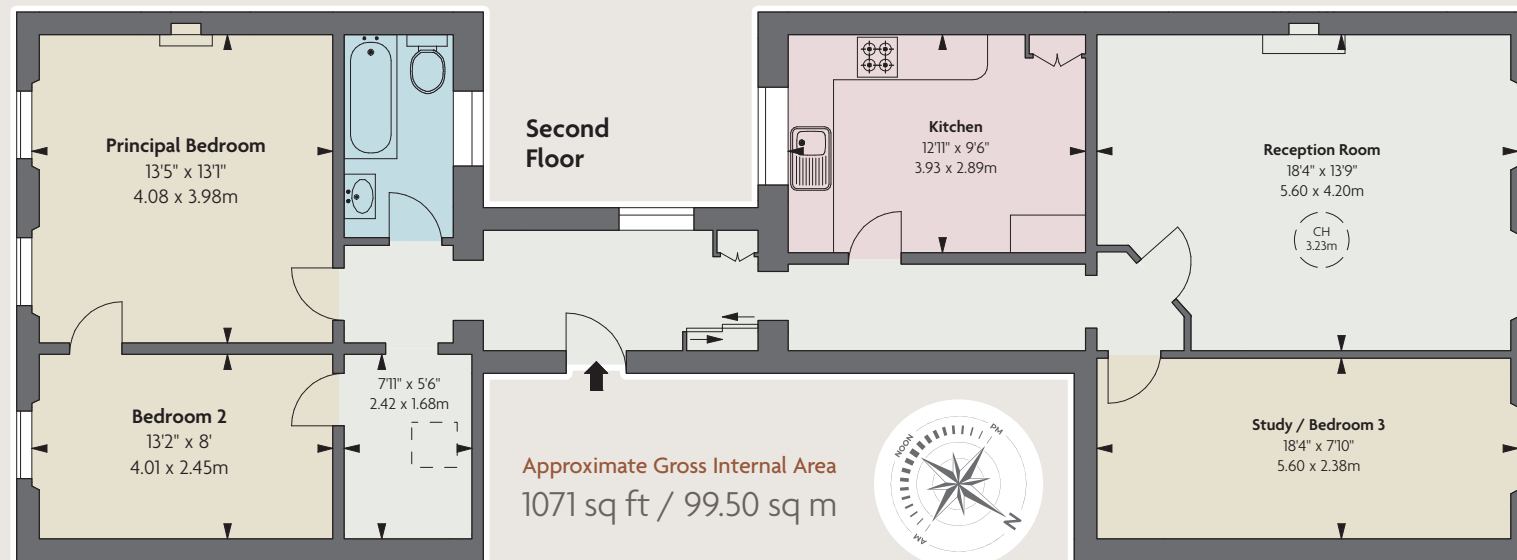 Principal Bedroom
13'5" x 13'1"
4.08 x 3.98m
Second
Floor
Kitchen
12'11" x 9'6"
3.93 x 2.89m
Reception Room
18'4" x 13'9"
5.60 x 4.20m
CH
3.23m
Bedroom 2
13'2" x 8'
4.01 x 2.45m
7'11" x 5'6"
2.42 x 1.68m
Study / Bedroom 3
18'4" x 7'10"
5.60 x 2.38m
Approximate Gross Internal Area
1071 sq ft / 99.50 sq m
NOON
PM
AM
N